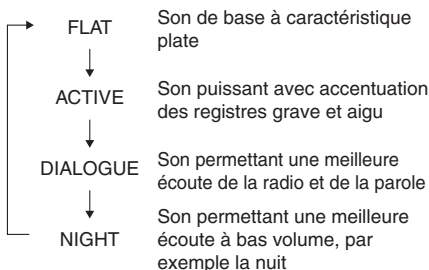 FLAT
Son de base à caractéristique
plate
ACTIVE
Son puissant avec accentuation
des registres grave et aigu
DIALOGUE
Son permettant une meilleure
écoute de la radio et de la parole
NIGHT
Son permettant une meilleure
écoute à bas volume, par
exemple la nuit